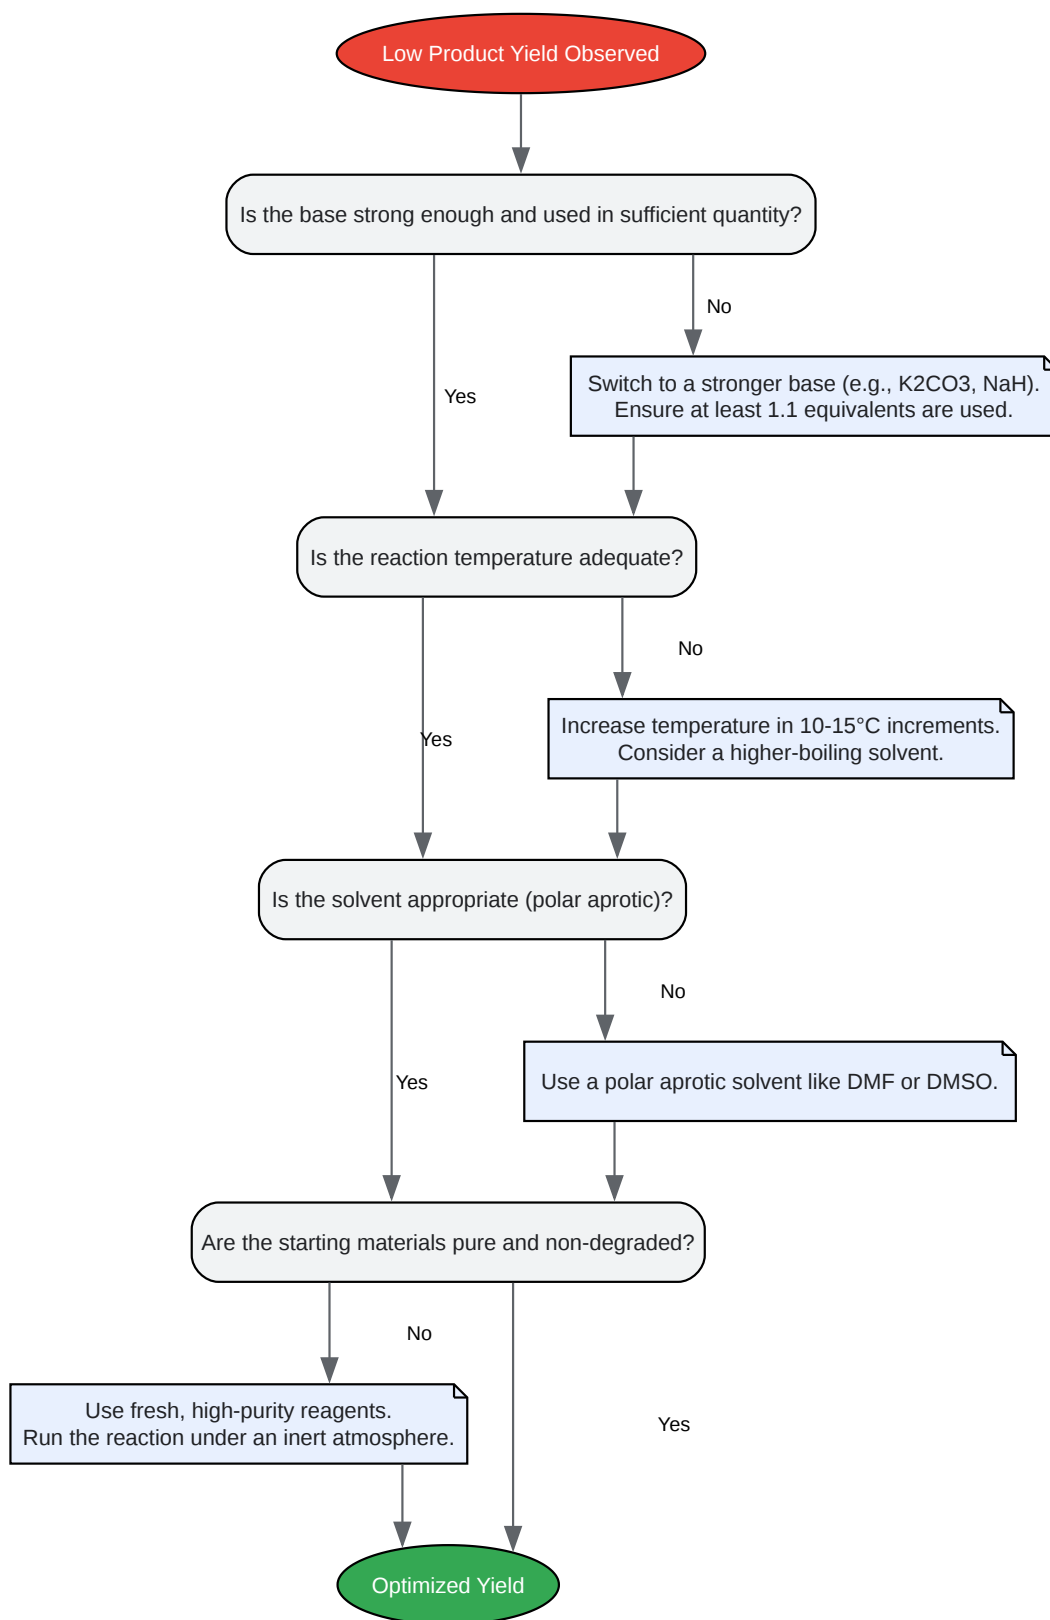 Low Product Yield Observed
Is the base strong enough and used in sufficient quantity?
No
Switch to a stronger base (e.g., K2CO3, NaH).
Ensure at least 1.1 equivalents are used.
Yes
Is the reaction temperature adequate?
No
Increase temperature in 10-15°C increments.
Consider a higher-boiling solvent.
Yes
Is the solvent appropriate (polar aprotic)?
No
Use a polar aprotic solvent like DMF or DMSO.
Yes
Are the starting materials pure and non-degraded?
No
Use fresh, high-purity reagents.
Run the reaction under an inert atmosphere.
Yes
Optimized Yield